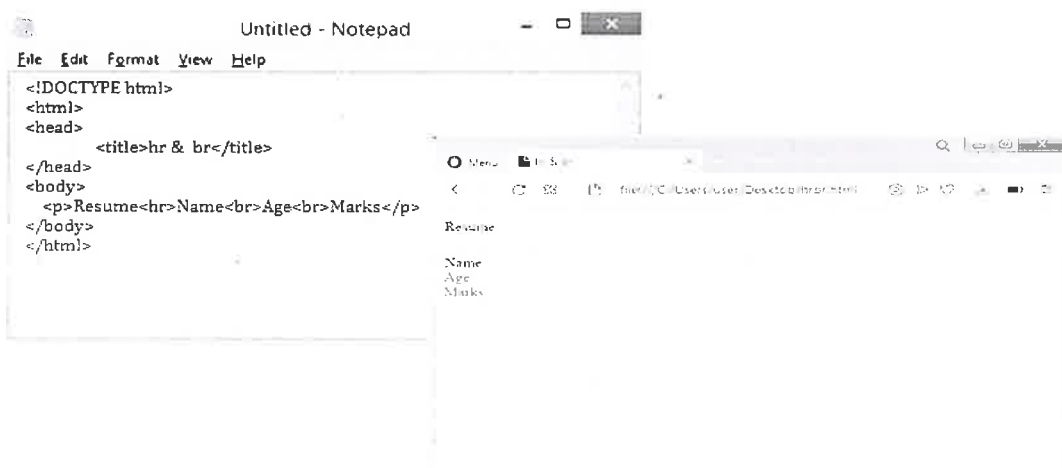 Untitled - Notepad
File Edit Format View Help
<!DOCTYPE html>
<html>
<head>
<title>hr & br</title>
</head>
<body>
<p>Resume<hr>Name<br>Age<br>Marks</p>
</body>
</html>
Menu
Resume
Name
Age
Marks